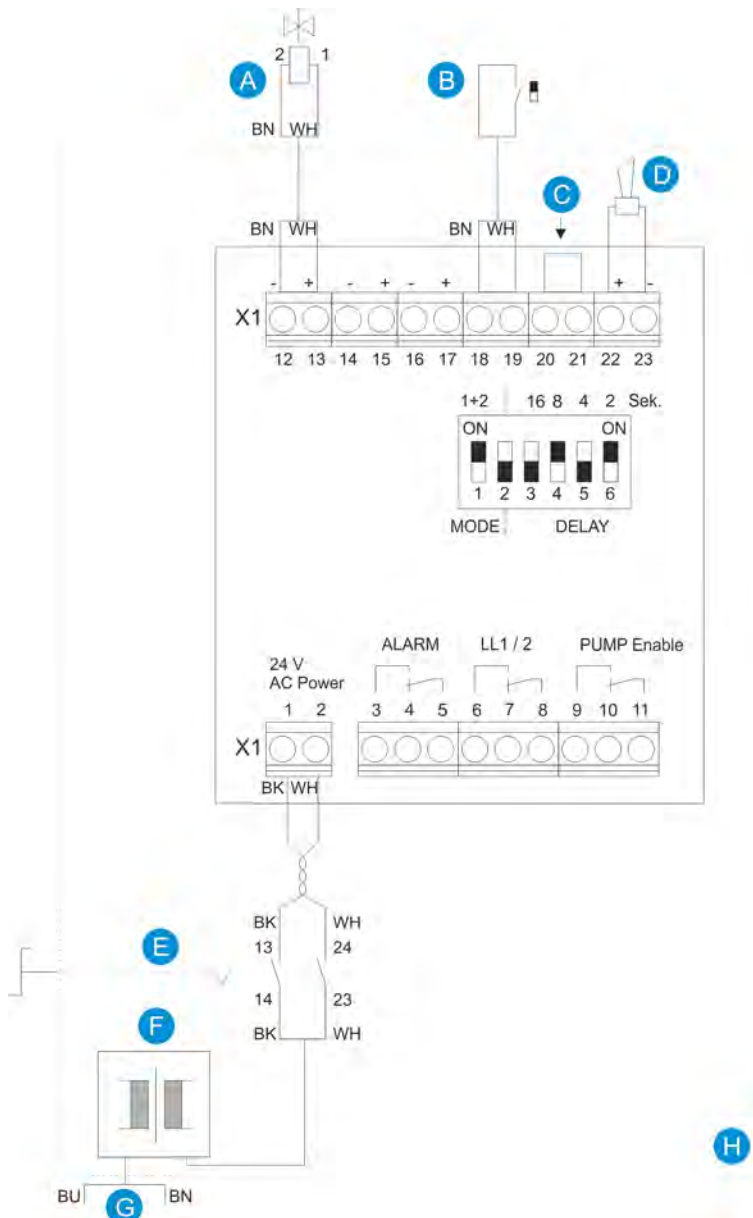 2 1
A B
BN WH
D
C
BN WH BN WH
- + - + - + + -
X1
12 13 14 15 16 17 18 19 20 21 22 23
1+2 16 8 4 2 Sek.
ON ON
1 2 3 4 5 6
MODE DELAY
ALARM LL1 / 2 PUMP Enable
24 V
AC Power
1 2 3 4 5 6 7 8 9 10 11
X1
BK WH
BK WH
E 13 24
14 23
F
BK WH
H
BU BN
G